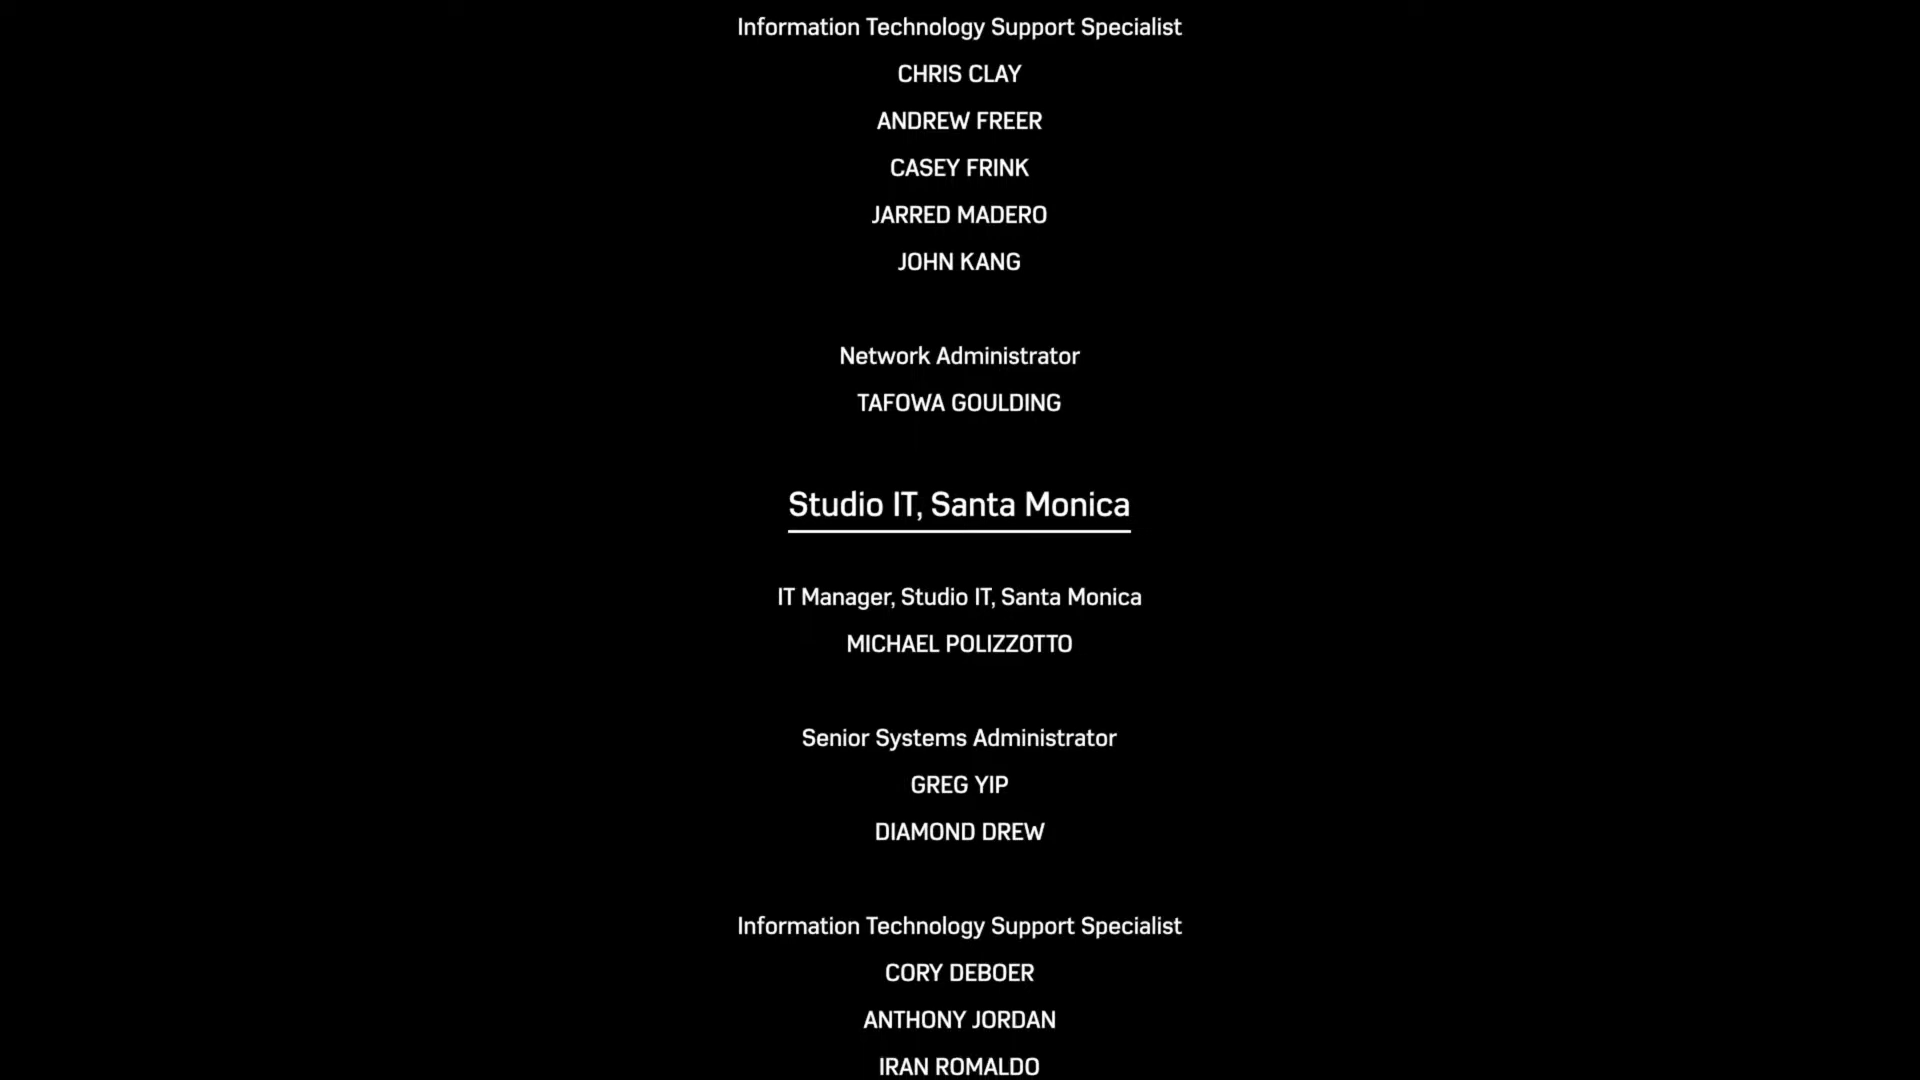 Information Technology Support Specialist
CHRIS CLAY
ANDREW FREER
CASEY FRINK
JARRED MADERO
JOHN KANG
Network Administrator
TAFOWA GOULDING
Studio IT, Santa Monica
IT Manager, Studio IT, Santa Monica
MICHAEL POLIZZOTTO
Senior Systems Administrator
GREG YIP
DIAMOND DREW
Information Technology Support Specialist
CORY DEBOER
ANTHONY JORDAN
IRAN ROMALDO